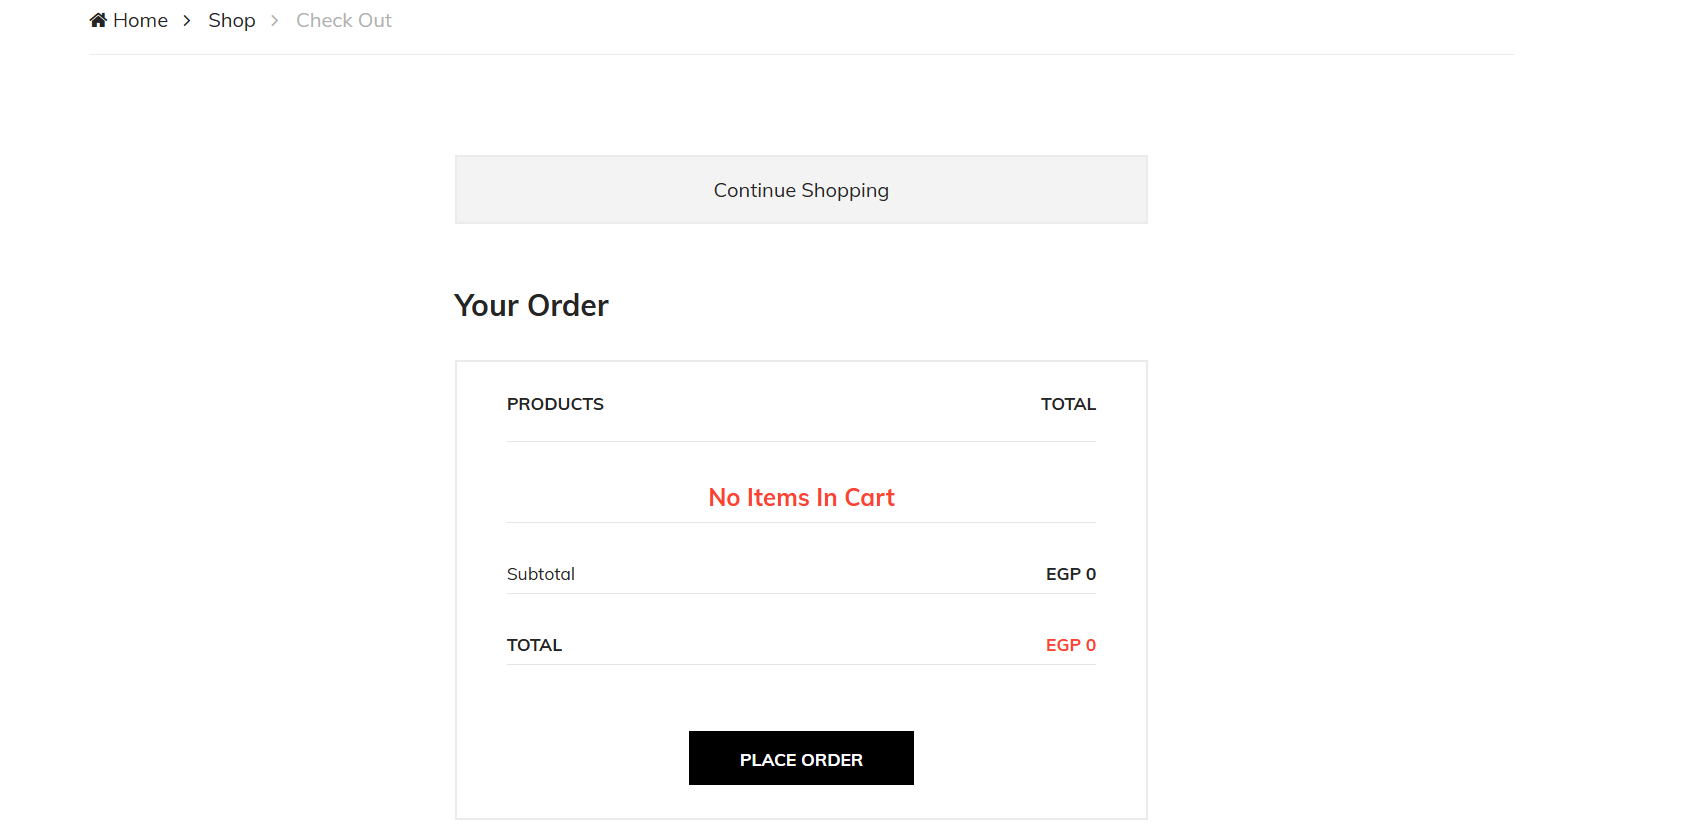 Home > Shop > Check Out
Continue Shopping
Your Order
PRODUCTS TOTAL
No Items In Cart
Subtotal EGP 0
TOTAL EGP 0
PLACE ORDER